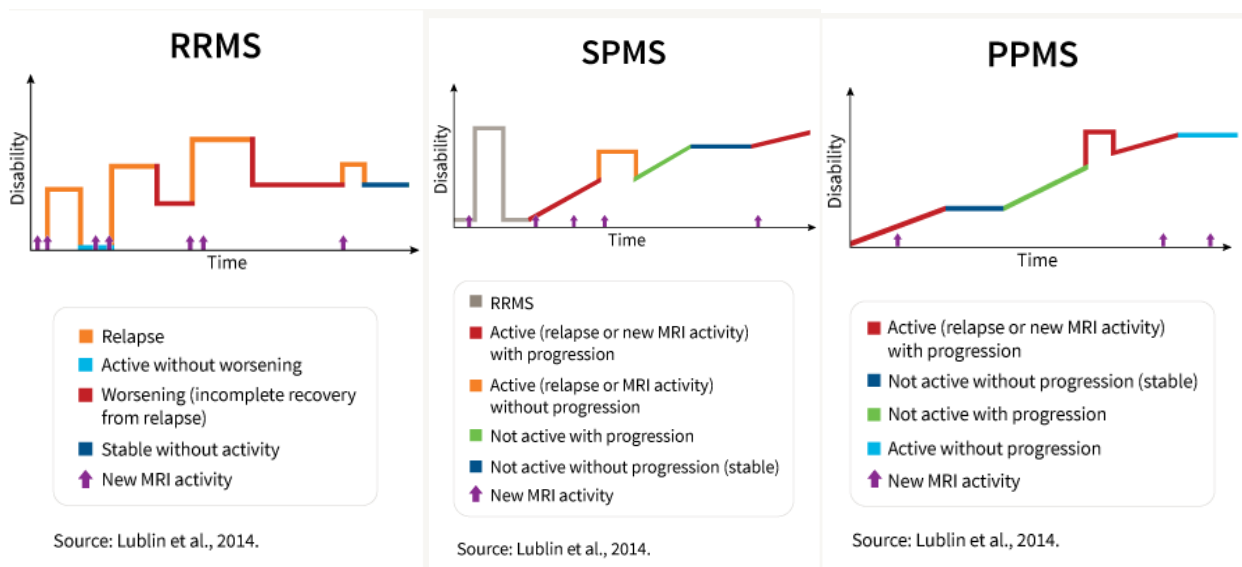 RRMS
Disability
Time
Relapse
Active without worsening
Worsening (incomplete recovery
from relapse)
Stable without activity
New MRI activity
Source: Lublin et al., 2014.
SPMS
Disability
Time
RRMS
Active (relapse or new MRI activity)
with progression
Active (relapse or MRI activity)
without progression
Not active with progression
Not active without progression (stable)
New MRI activity
Source: Lublin et al., 2014.
PPMS
Disability
Time
Active (relapse or new MRI activity)
with progression
Not active without progression (stable)
Not active with progression
Active without progression
New MRI activity
Source: Lublin et al., 2014.